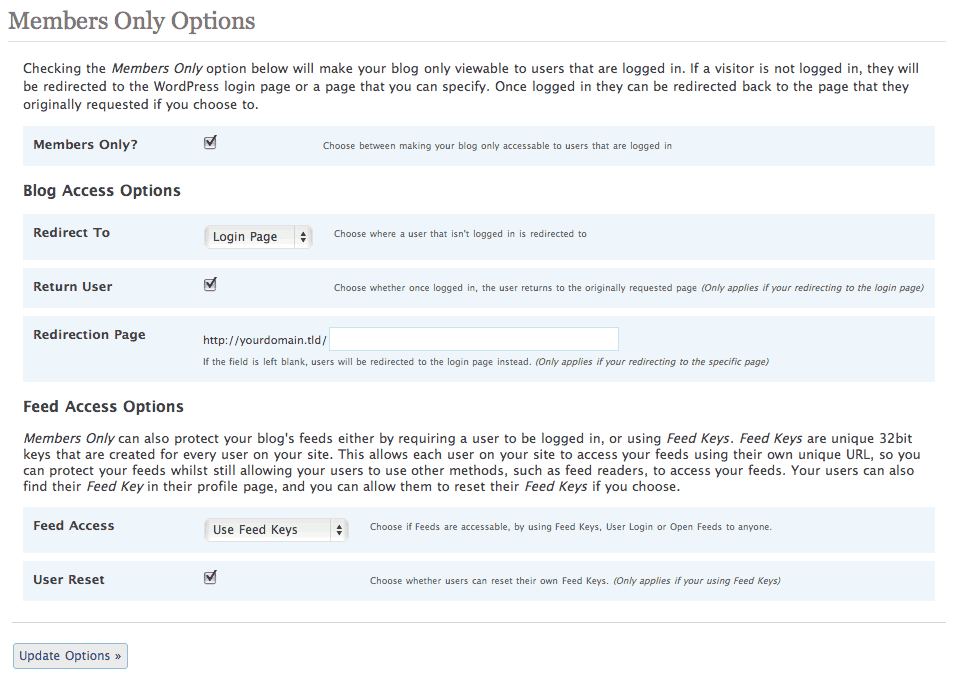 Members Only Options
Checking the Members Only option below will make your blog only viewable to users that are logged in. If a visitor is not logged in, they will
be redirected to the WordPress login page or a page that you can specify. Once logged in they can be redirected back to the page that they
originally requested if you choose to.
Members Only?
Choose between making your blog only accessable to users that are logged in
Blog Access Options
Redirect To
Login Page
Choose where a user that isn't logged in is redirected to
Return User
Choose whether once logged in, the user returns to the originally requested page (Only applies if your redirecting to the login page)
Redirection Page
http://yourdomain.tld/
If the field is left blank, users will be redirected to the login page instead. (Only applies if your redirecting to the specific page)
Feed Access Options
Members Only can also protect your blog's feeds either by requiring a user to be logged in, or using Feed Keys. Feed Keys are unique 32bit
keys that are created for every user on your site. This allows each user on your site to access your feeds using their own unique URL, so you
can protect your feeds whilst still allowing your users to use other methods, such as feed readers, to access your feeds. Your users can also
find their Feed Key in their profile page, and you can allow them to reset their Feed Keys if you choose.
Feed Access
Use Feed Keys
Choose if Feeds are accessable, by using Feed Keys, User Login or Open Feeds to anyone.
User Reset
Choose whether users can reset their own Feed Keys. (Only applies if your using Feed Keys)
Update Options »